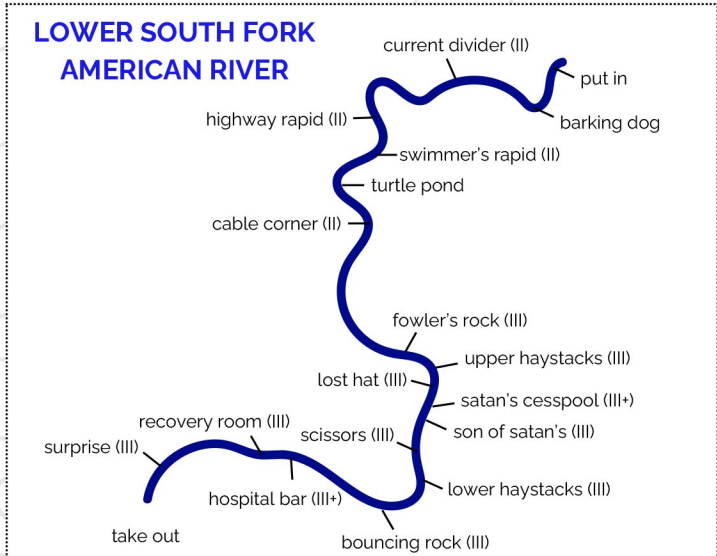 LOWER SOUTH FORK
AMERICAN RIVER
current divider (II)
put in
barking dog
highway rapid (II)
swimmer's rapid (II)
turtle pond
cable corner (II)
fowler's rock (III)
upper haystacks (III)
lost hat (III)
satan's cesspool (III+)
son of satan's (III)
scissors (III)
recovery room (III)
surprise (III)
hospital bar (III+)
lower haystacks (III)
take out
bouncing rock (III)